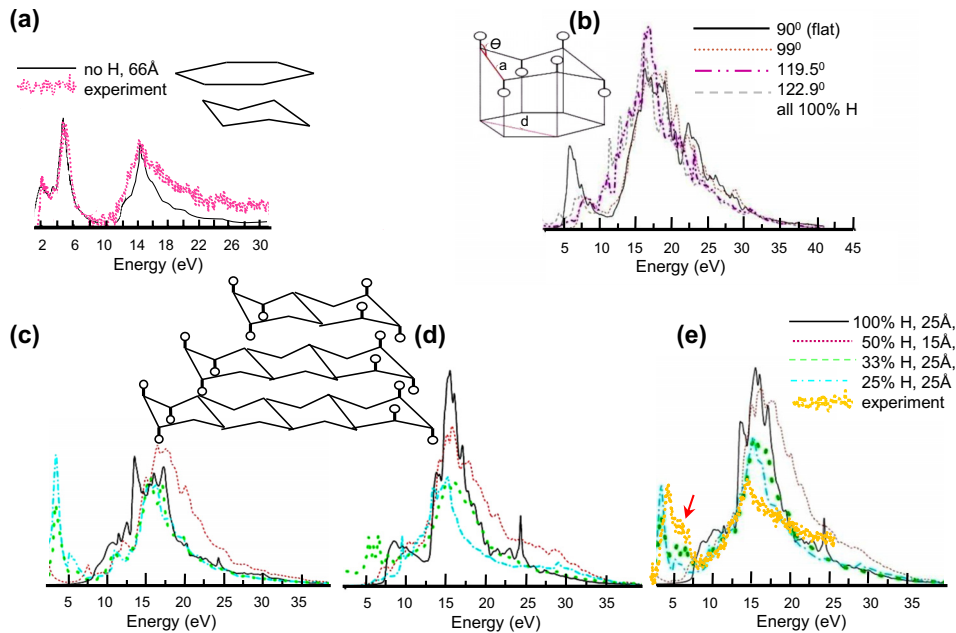 (a)
no H, 66Å
experiment
2 6 10 14 18 22 26 30
Energy (eV)
(b)
Θ
a
d
90⁰ (flat)
99⁰
119.5⁰
122.9⁰
all 100% H
5 10 15 20 25 30 35 40 45
Energy (eV)
(c)
5 10 15 20 25 30 35
Energy (eV)
(d)
5 10 15 20 25 30 35
Energy (eV)
(e)
100% H, 25Å,
50% H, 15Å,
33% H, 25Å,
25% H, 25Å
experiment
5 10 15 20 25 30 35
Energy (eV)